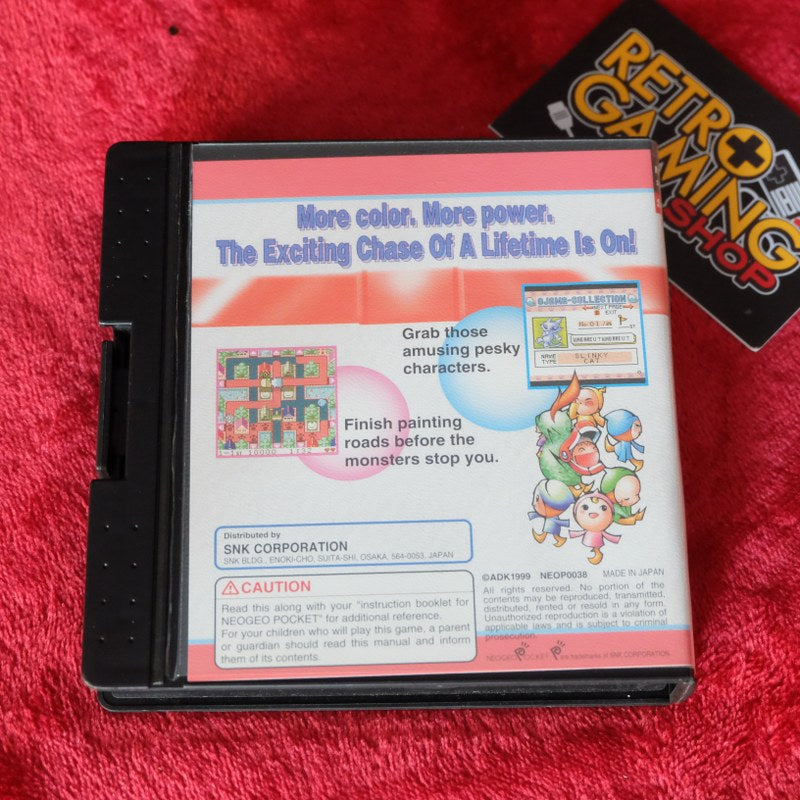 RETRO
GAMING
SHOP
More color. More power.
The Exciting Chase Of A Lifetime Is On!
OJAMA-COLLECTION
NEXT PAGE
EXIT
Grab those
amusing pesky
characters.
NAME SLINKY
TYPE CAT
Finish painting
roads before the
monsters stop you.
Distributed by
SNK CORPORATION
SNK BLDG., ENOKI-CHO, SUITA-SHI, OSAKA, 564-0053, JAPAN
CAUTION
Read this along with your "instruction booklet for
NEOGEO POCKET" for additional reference.
For your children who will play this game, a parent
or guardian should read this manual and inform
them of its contents.
©ADK1999 NEOP0038 MADE IN JAPAN
All rights reserved. No portion of the
contents may be reproduced, transmitted,
distributed, rented or resold in any form.
Unauthorized reproduction is a violation of
applicable laws and is subject to criminal
prosecution.
NEOGEO POCKET are trademarks of SNK CORPORATION